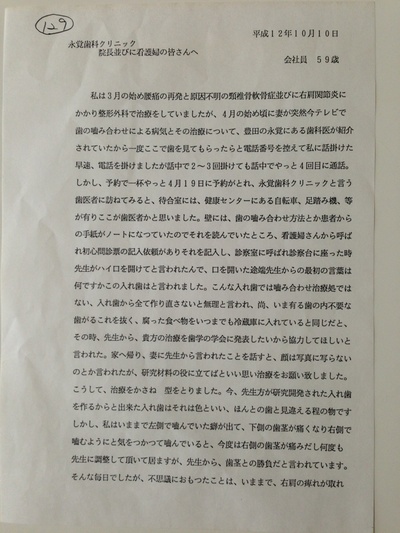 129
平成12年10月10日
永覚歯科クリニック
院長並びに看護婦の皆さんへ
会社員 59歳
私は3月の始め腰痛の再発と原因不明の頸椎骨軟骨症並びに右肩関節炎に
かかり整形外科で治療をしていましたが、4月の始め頃に妻が突然今テレビで
歯の噛み合わせによる病気とその治療について、豊田の永覚にある歯科医が紹介
されていたから一度ここで歯を見てもらったらと電話番号を控えて私に話掛けた
早速、電話を掛けましたが話中で2～3回掛けても話中でやっと4回目に通話。
しかし、予約で一杯やっと4月19日に予約がとれ、永覚歯科クリニックと言う
歯医者に訪ねてみると、待合室には、健康センターにある自転車、足踏み機、等
が有りここが歯医者かと思いました。壁には、歯の噛み合わせ方法とか患者から
の手紙がノートになつていたのでそれを読んでいたところ、看護婦さんから呼ば
れ初心問診票の記入依頼がありそれを記入し、診察室に呼ばれ診察台に座った時
先生がハイ口を開けてと言われたんで、口を開いた途端先生からの最初の言葉は
何ですかこの入れ歯はと言われました。こんな入れ歯では噛み合わせ治療処では
ない、入れ歯から全て作り直さないと無理と言われ、尚、いま有る歯の内不要な
歯がるこれを抜く、腐った食べ物をいつまでも冷蔵庫に入れていると同じだと、
その時、先生から、貴方の治療を歯学の学会に発表したいから協力してほしいと
言われた。家へ帰り、妻に先生から言われたことを話すと、顔は写真に写らない
のとか言われたが、研究材料の役に立てばといい思い治療をお願い致しました。
こうして、治療をかさね　型をとりました。今、先生方が研究開発された入れ歯
を作るからと出来た入れ歯はそれは色といい、ほんとの歯と見違える程の物です
しかし、私はいままで左側で噛んでいた癖が出て、下側の歯茎が痛くなり右側で
噛むようにと気をつかつて噛んでいると、今度は右側の歯茎が痛みだし何度も
先生に調整して頂いて居ますが、先生から、歯茎との勝負だと言われています。
そんな毎日でしたが、不思議におもつたことは、いままで、右肩の痺れが取れ